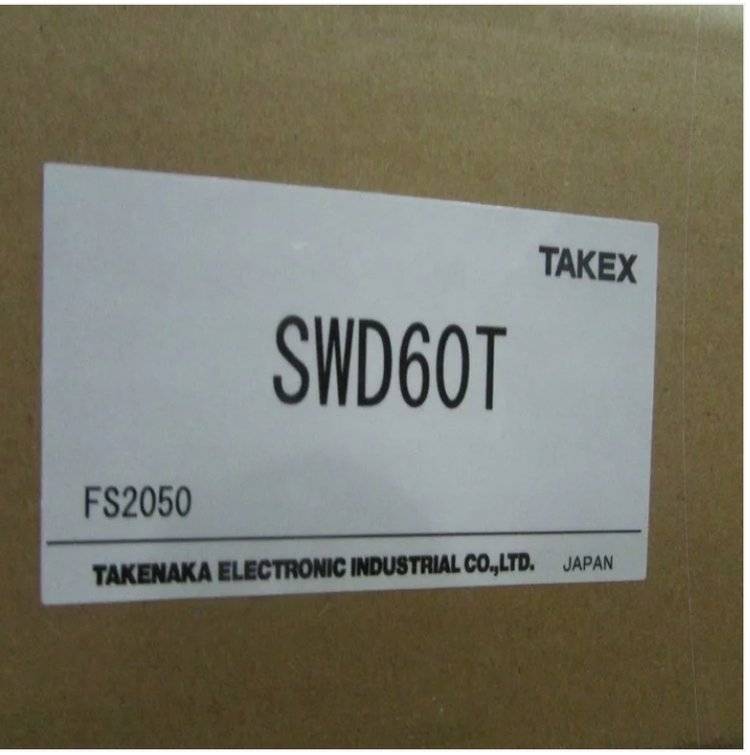 TAKEX
SWD60T
FS2050
TAKENAKA ELECTRONIC INDUSTRIAL CO.,LTD. JAPAN